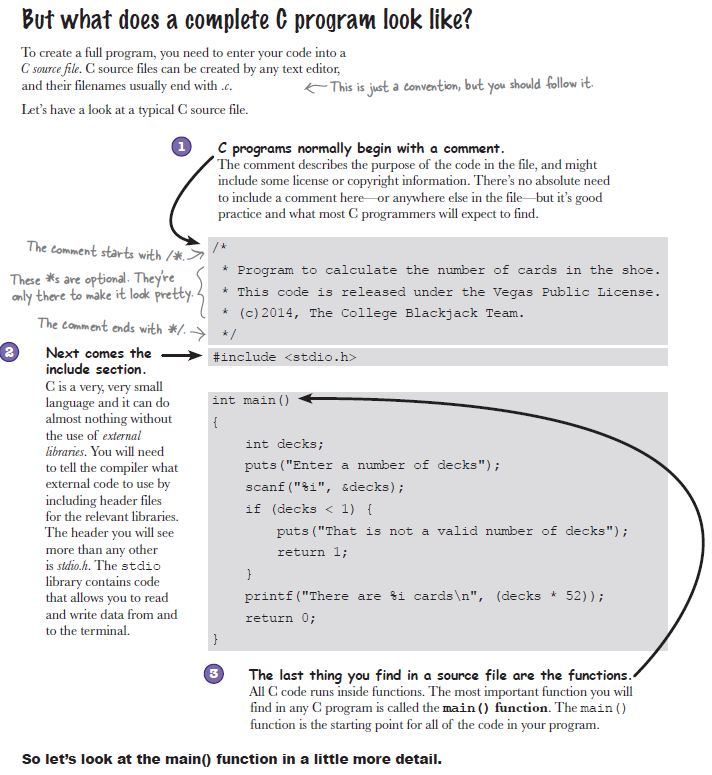 But what does a complete C program look like?
To create a full program, you need to enter your code into a
C source file. C source files can be created by any text editor,
and their filenames usually end with .c.
This is just a convention, but you should follow it.
Let's have a look at a typical C source file.
1
C programs normally begin with a comment.
The comment describes the purpose of the code in the file, and might
include some license or copyright information. There's no absolute need
to include a comment here—or anywhere else in the file—but it's good
practice and what most C programmers will expect to find.
The comment starts with /*.
These *s are optional. They're
only there to make it look pretty.
The comment ends with */.
/*
* Program to calculate the number of cards in the shoe.
* This code is released under the Vegas Public License.
* (c)2014, The College Blackjack Team.
*/
2
Next comes the
include section.
C is a very, very small
language and it can do
almost nothing without
the use of external
libraries. You will need
to tell the compiler what
external code to use by
including header files
for the relevant libraries.
The header you will see
more than any other
is stdio.h. The stdio
library contains code
that allows you to read
and write data from and
to the terminal.
#include <stdio.h>
int main()
{
int decks;
puts("Enter a number of decks");
scanf("%i", &decks);
if (decks < 1) {
puts("That is not a valid number of decks");
return 1;
}
printf("There are %i cards\n", (decks * 52));
return 0;
}
3
The last thing you find in a source file are the functions.
All C code runs inside functions. The most important function you will
find in any C program is called the main() function. The main()
function is the starting point for all of the code in your program.
So let's look at the main() function in a little more detail.